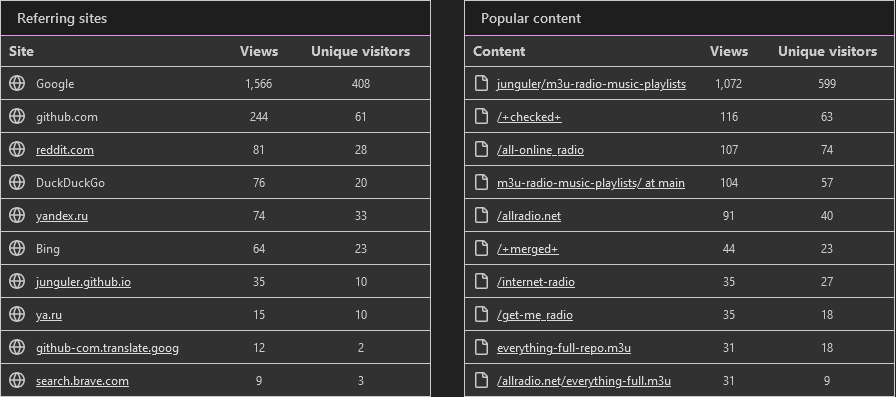 Referring sites
Site Views Unique visitors
Google 1,566 408
github.com 244 61
reddit.com 81 28
DuckDuckGo 76 20
yandex.ru 74 33
Bing 64 23
junguler.github.io 35 10
ya.ru 15 10
github-com.translate.goog 12 2
search.brave.com 9 3
Popular content
Content Views Unique visitors
junguler/m3u-radio-music-playlists 1,072 599
/+checked+ 116 63
/all-online_radio 107 74
m3u-radio-music-playlists/ at main 104 57
/allradio.net 91 40
/+merged+ 44 23
/internet-radio 35 27
/get-me_radio 35 18
everything-full-repo.m3u 31 18
/allradio.net/everything-full.m3u 31 9